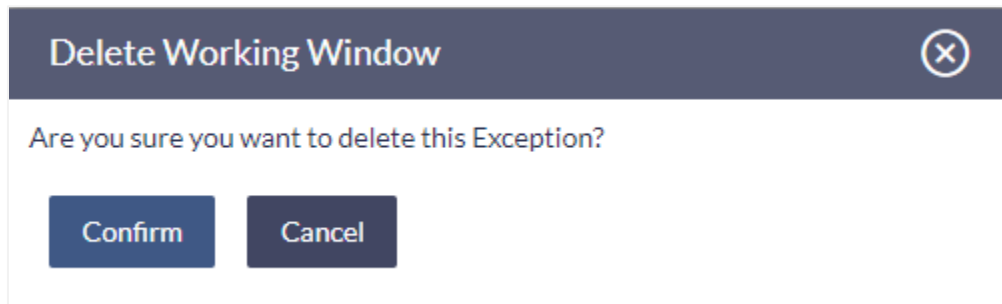 Delete Working Window
Are you sure you want to delete this Exception?
Confirm
Cancel